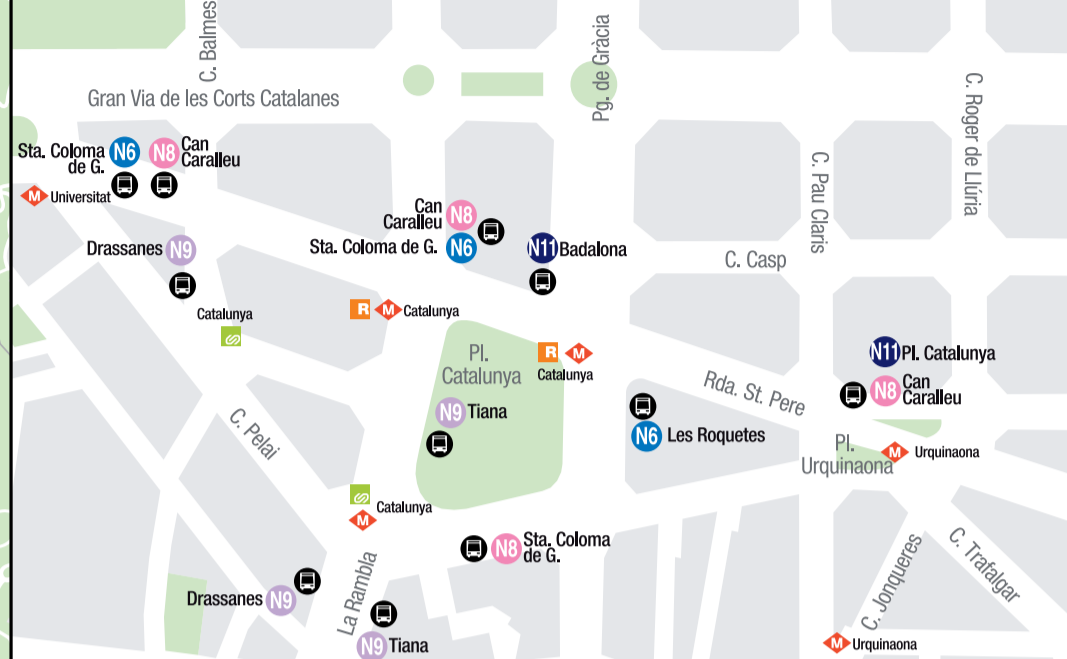 C. Balmes
Pg. de Gràcia
Gran Via de les Corts Catalanes
C. Roger de Llúria
Sta. Coloma
de G.
N6
N8
Can
Caralleu
M Universitat
C. Pau Claris
Can
Caralleu
N8
Drassanes N9
Sta. Coloma de G. N6
N11 Badalona
C. Casp
Catalunya
R M Catalunya
Pl.
Catalunya
R M
Catalunya
N11 Pl. Catalunya
N8
Can
Caralleu
Rda. St. Pere
N9 Tiana
C. Pelai
N6 Les Roquetes
Pl.
Urquinaona
M Urquinaona
Catalunya
M
N8
Sta. Coloma
de G.
C. Jonqueres
C. Trafalgar
Drassanes N9
La Rambla
N9 Tiana
M Urquinaona